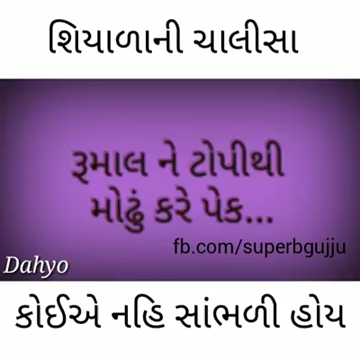 શિયાળાની ચાલીસા
રૂમાલ ને ટોપીથી
મોઢું કરે પેક...
fb.com/superbgujju
Dahyo
કોઈએ નહિ સાંભળી હોય